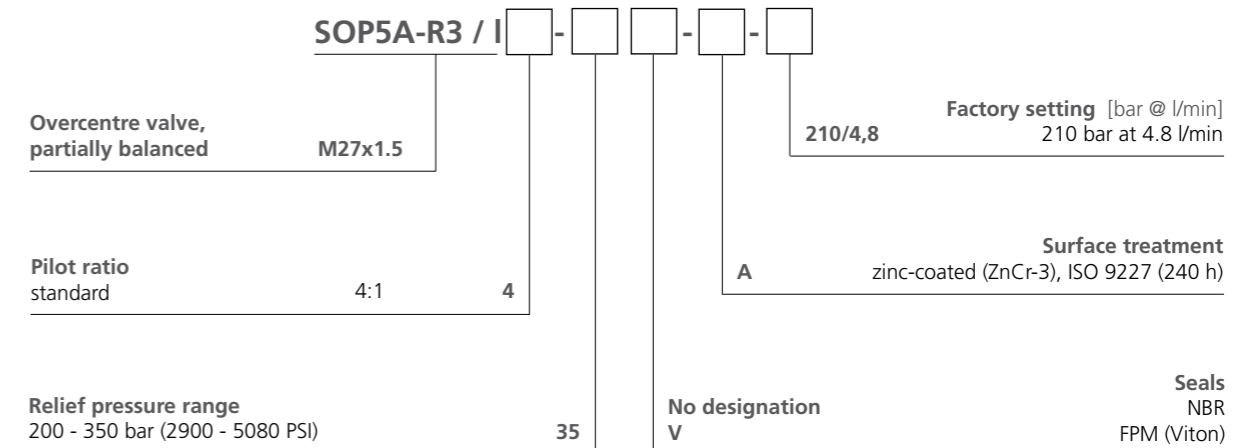 SOP5A-R3 / I - - -
Factory setting [bar @ l/min]
210/4,8 210 bar at 4.8 l/min
Overcentre valve,
partially balanced M27x1.5
Surface treatment
A zinc-coated (ZnCr-3), ISO 9227 (240 h)
Pilot ratio
standard 4:1 4
Seals
Relief pressure range No designation NBR
200 - 350 bar (2900 - 5080 PSI) 35 V FPM (Viton)